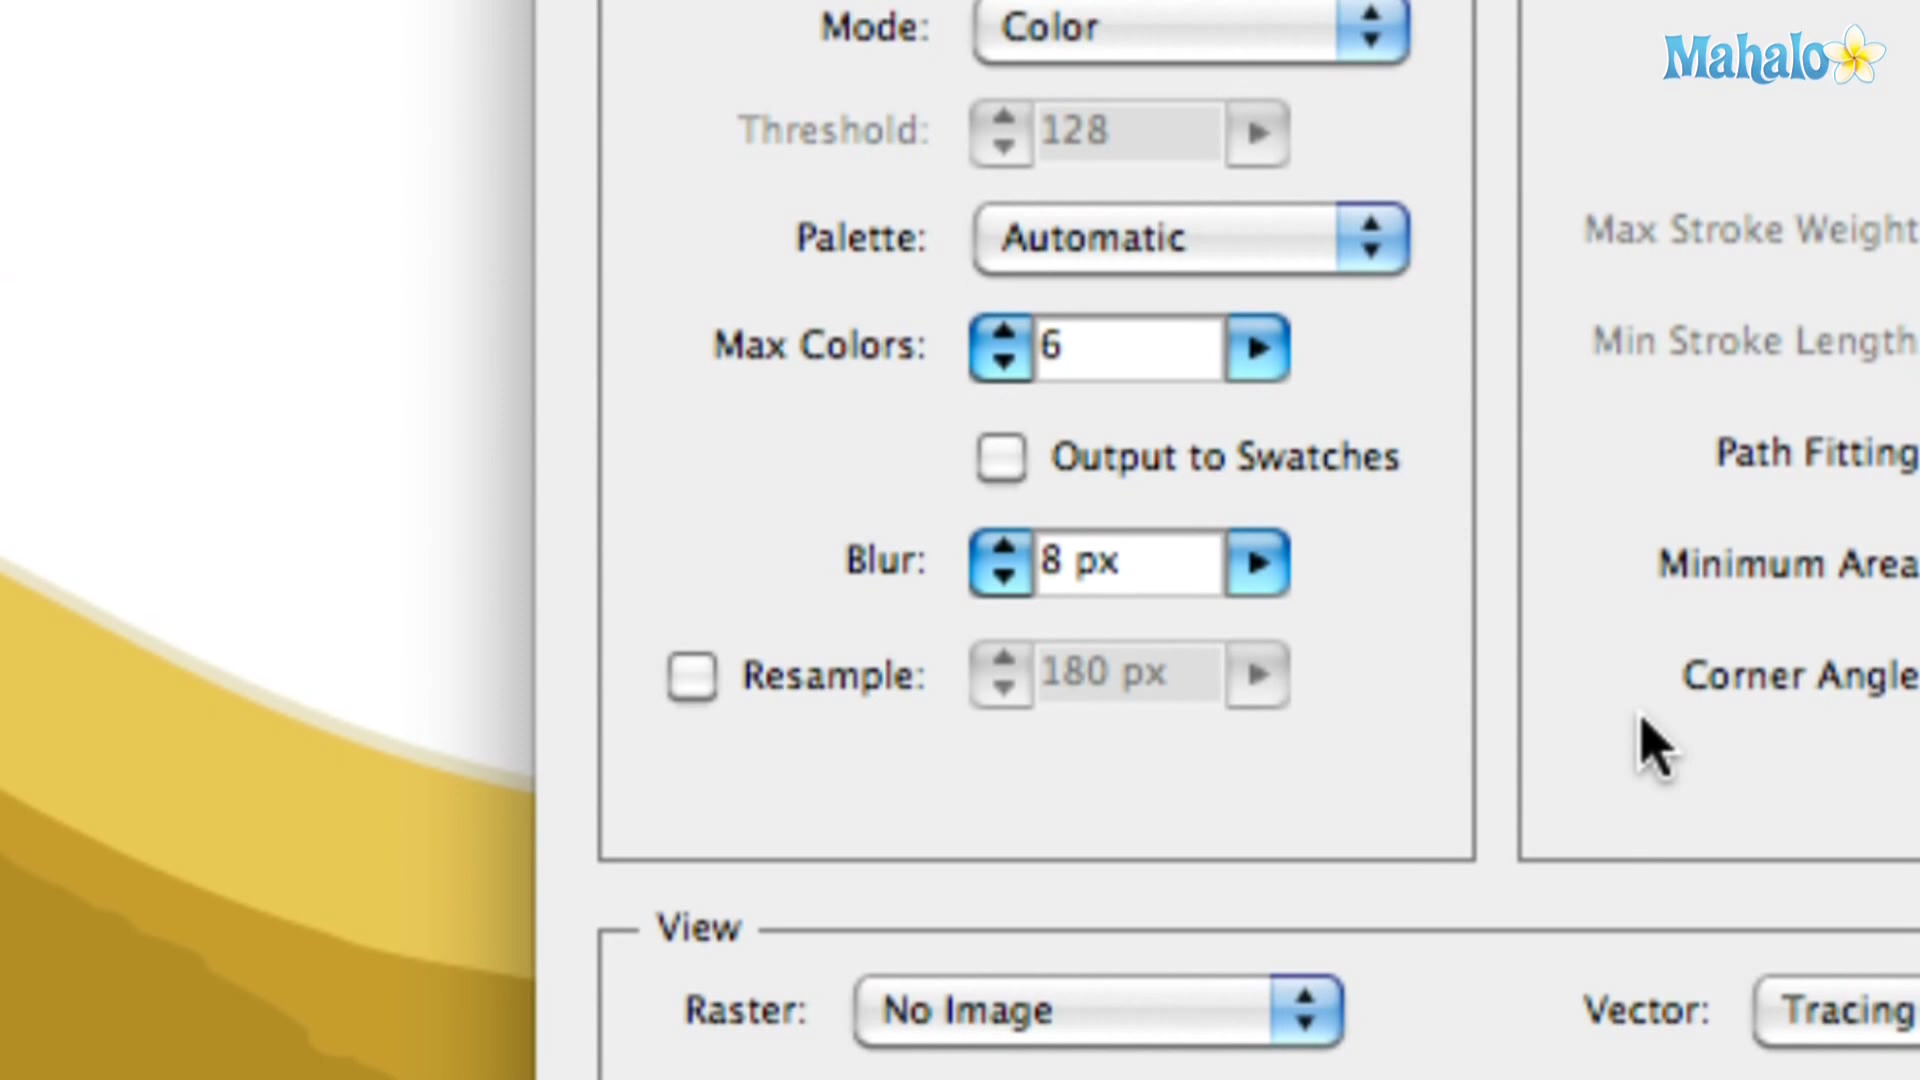 Mode: Color
Mahalo
Threshold: 128
Palette: Automatic
Max Stroke Weight
Max Colors: 6
Min Stroke Length
Output to Swatches
Path Fitting
Blur: 8 px
Minimum Area
Resample: 180 px
Corner Angle
View
Raster: No Image
Vector: Tracing